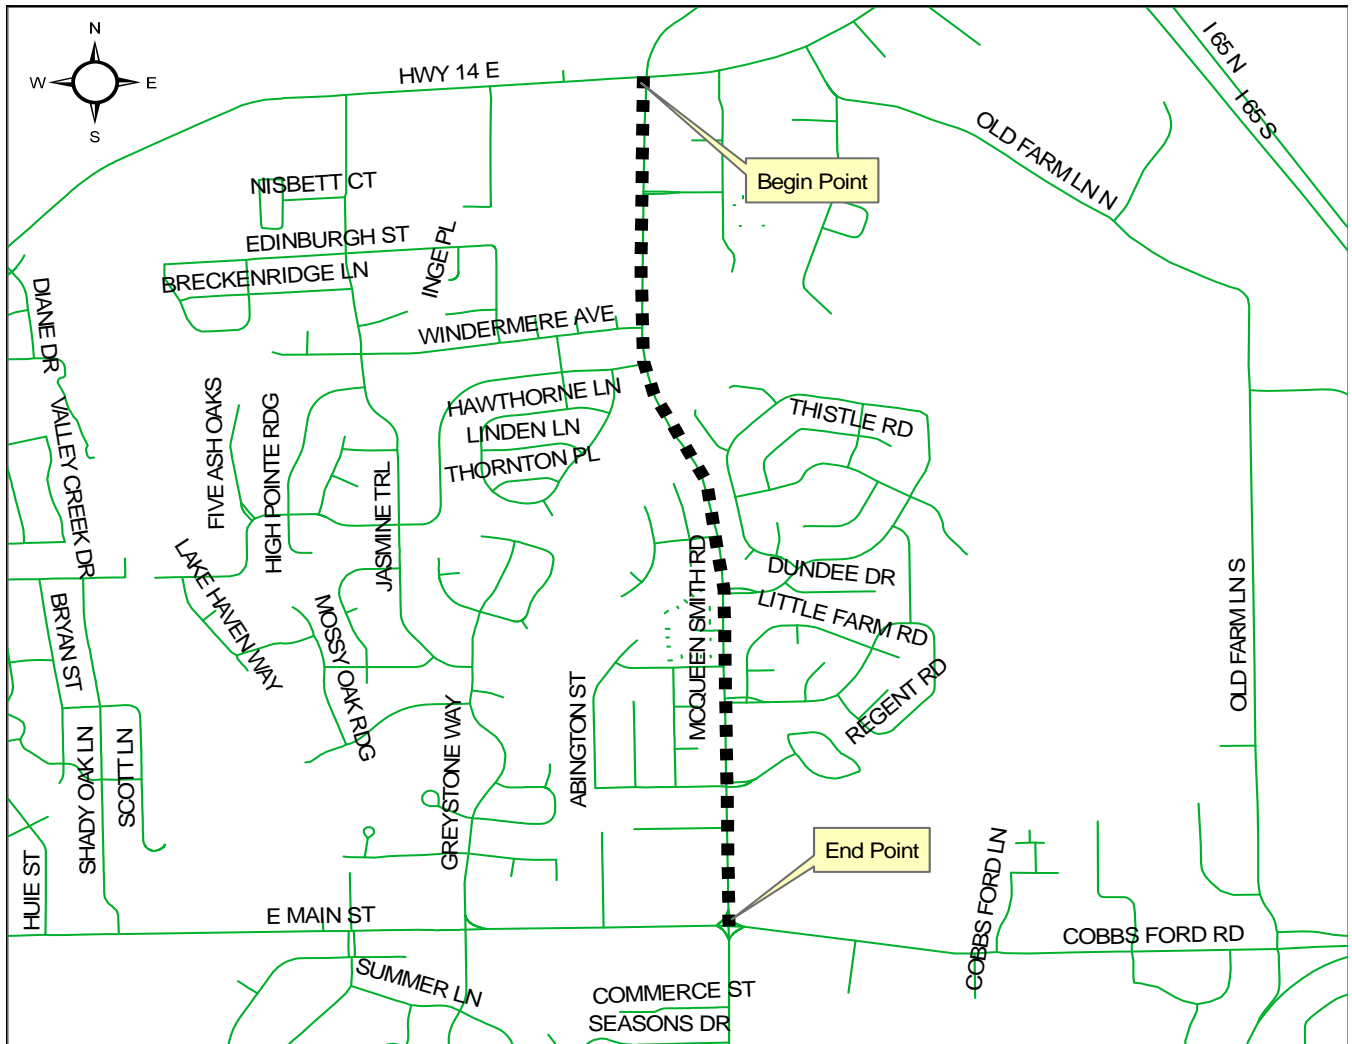 N
W
E
S
HWY 14 E
I 65 N
I 65 S
OLD FARM LN N
Begin Point
NISBETT CT
EDINBURGH ST
INGE PL
BRECKENRIDGE LN
WINDERMERE AVE
DIANE DR
HAWTHORNE LN
LINDEN LN
THORNTON PL
THISTLE RD
FIVE ASH OAKS
HIGH POINTE RDG
VALLEY CREEK DR
JASMINE TRL
LAKE HAVEN WAY
MOSSY OAK RDG
MCQUEEN SMITH RD
DUNDEE DR
LITTLE FARM RD
REGENT RD
OLD FARM LN S
BRYAN ST
SHADY OAK LN
SCOTT LN
GREYSTONE WAY
ABINGTON ST
End Point
HUIE ST
E MAIN ST
COBBS FORD LN
COBBS FORD RD
SUMMER LN
COMMERCE ST
SEASONS DR